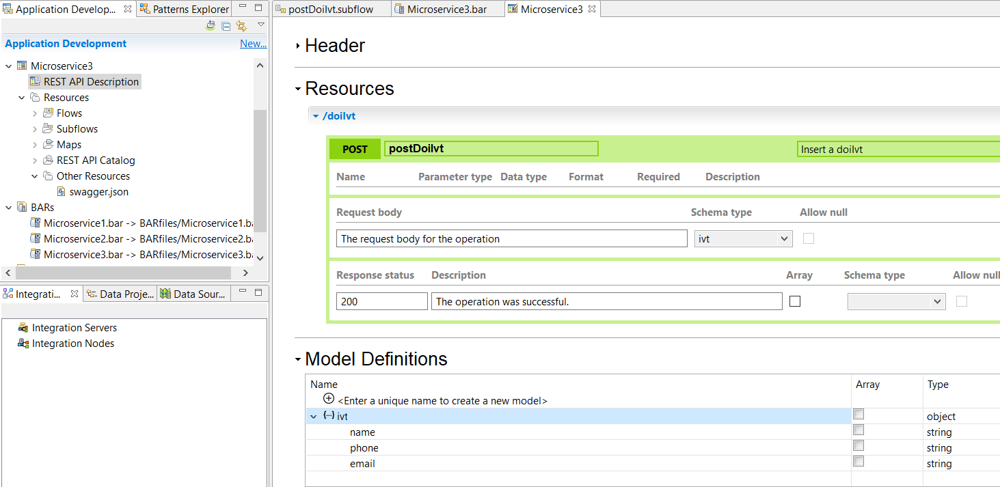 Application Develop...
Patterns Explorer
Application Development
New...
Microservice3
REST API Description
Resources
Flows
Subflows
Maps
REST API Catalog
Other Resources
swagger.json
BARs
Microservice1.bar -> BARfiles/Microservice1.ba
Microservice2.bar -> BARfiles/Microservice2.ba
Microservice3.bar -> BARfiles/Microservice3.ba
Integrati...
Data Proje...
Data Sour...
Integration Servers
Integration Nodes
postDoiIvt.subflow
Microservice3.bar
Microservice3
Header
Resources
/doiIvt
POST
postDoiIvt
Insert a doiIvt
Name Parameter type Data type Format Required Description
Request body Schema type Allow null
The request body for the operation ivt
Response status Description Array Schema type Allow null
200 The operation was successful.
Model Definitions
Name Array Type
<Enter a unique name to create a new model>
{...} ivt object
name string
phone string
email string